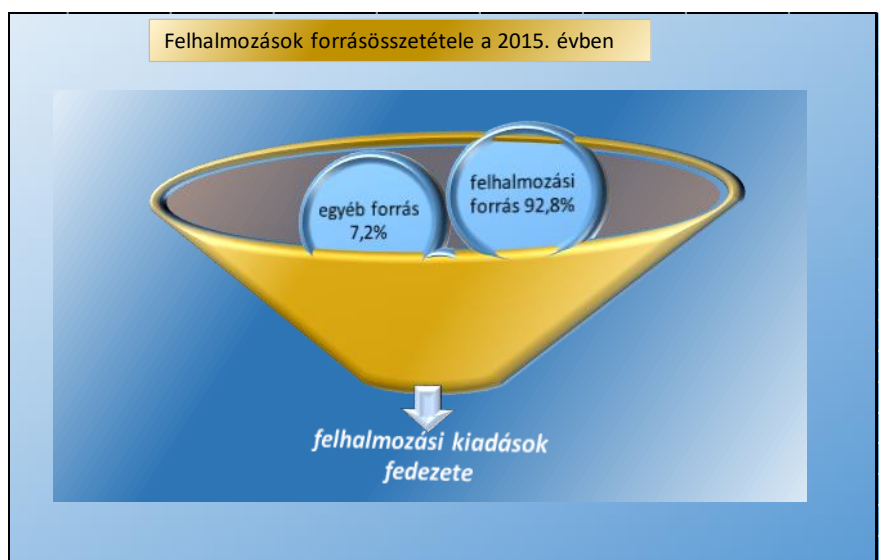 Felhalmozások forrásösszetétele a 2015. évben
egyéb forrás
7,2%
felhalmozási
forrás 92,8%
felhalmozási kiadások
fedezete